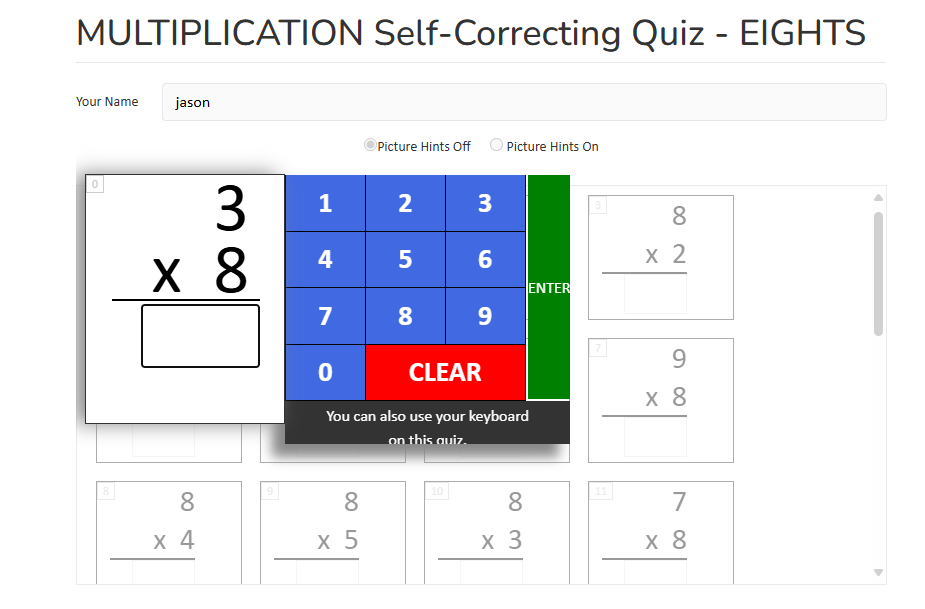 MULTIPLICATION Self-Correcting Quiz - EIGHTS
Your Name
jason
Picture Hints Off
Picture Hints On
0
3
x 8
1 2 3
4 5 6
7 8 9
0 CLEAR
ENTER
You can also use your keyboard
on this quiz.
3
8
x 2
7
9
x 8
8
8
x 4
9
8
x 5
10
8
x 3
11
7
x 8